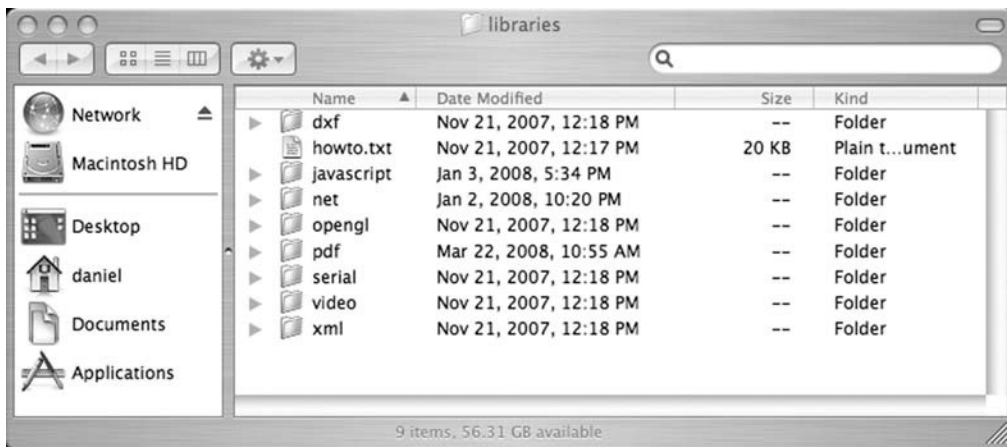 libraries
Network
Macintosh HD
Desktop
daniel
Documents
Applications
Name Date Modified Size Kind
dxf Nov 21, 2007, 12:18 PM -- Folder
howto.txt Nov 21, 2007, 12:17 PM 20 KB Plain t...ument
javascript Jan 3, 2008, 5:34 PM -- Folder
net Jan 2, 2008, 10:20 PM -- Folder
opengl Nov 21, 2007, 12:18 PM -- Folder
pdf Mar 22, 2008, 10:55 AM -- Folder
serial Nov 21, 2007, 12:18 PM -- Folder
video Nov 21, 2007, 12:18 PM -- Folder
xml Nov 21, 2007, 12:18 PM -- Folder
9 items, 56.31 GB available